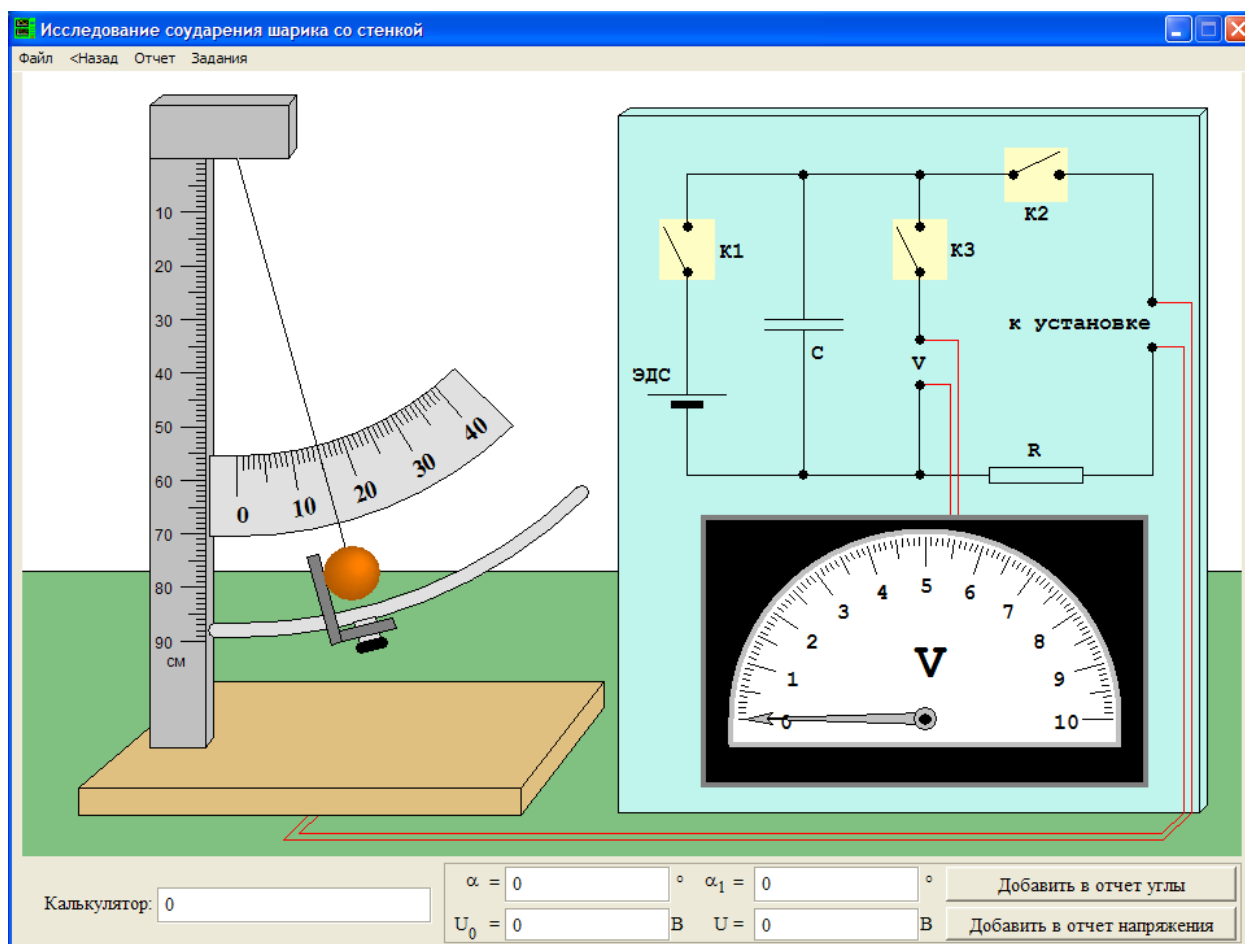 Исследование соударения шарика со стенкой
Файл <Назад Отчет Задания
10
20
30
40
50
60
70
80
90
см
0 10 20 30 40
К1
К2
К3
С
V
к установке
ЭДС
R
0 1 2 3 4 5 6 7 8 9 10
V
Калькулятор: 0
α = 0 ° α1 = 0 ° Добавить в отчет углы
U0 = 0 В U = 0 В Добавить в отчет напряжения